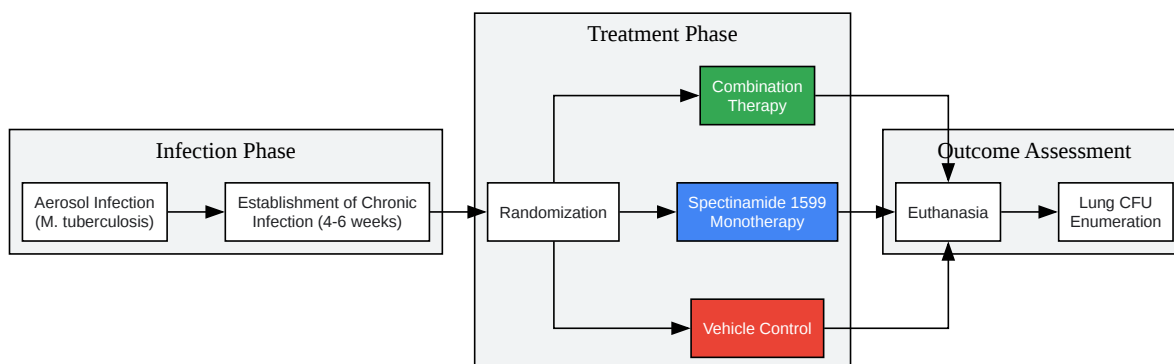 Infection Phase
Aerosol Infection
(M. tuberculosis)
Establishment of Chronic
Infection (4-6 weeks)
Treatment Phase
Randomization
Combination
Therapy
Spectinamide 1599
Monotherapy
Vehicle Control
Outcome Assessment
Euthanasia
Lung CFU
Enumeration